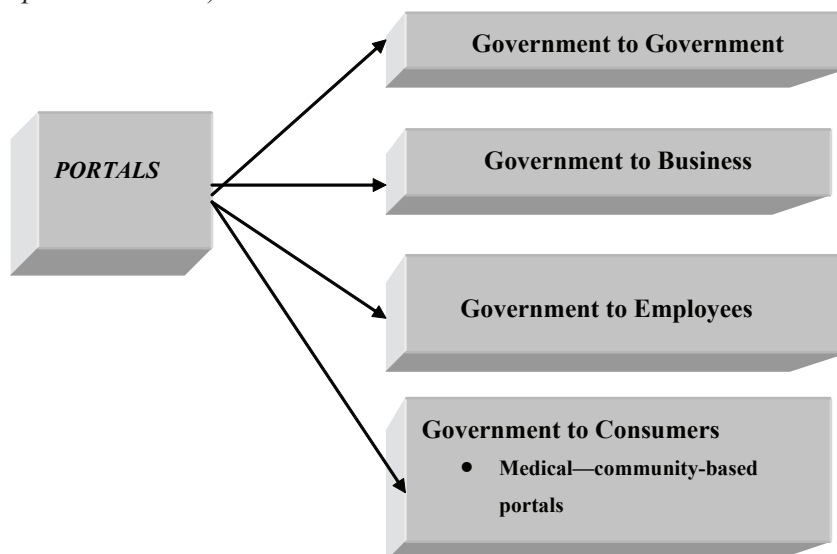 PORTALS
Government to Government
Government to Business
Government to Employees
Government to Consumers
• Medical—community-based
portals